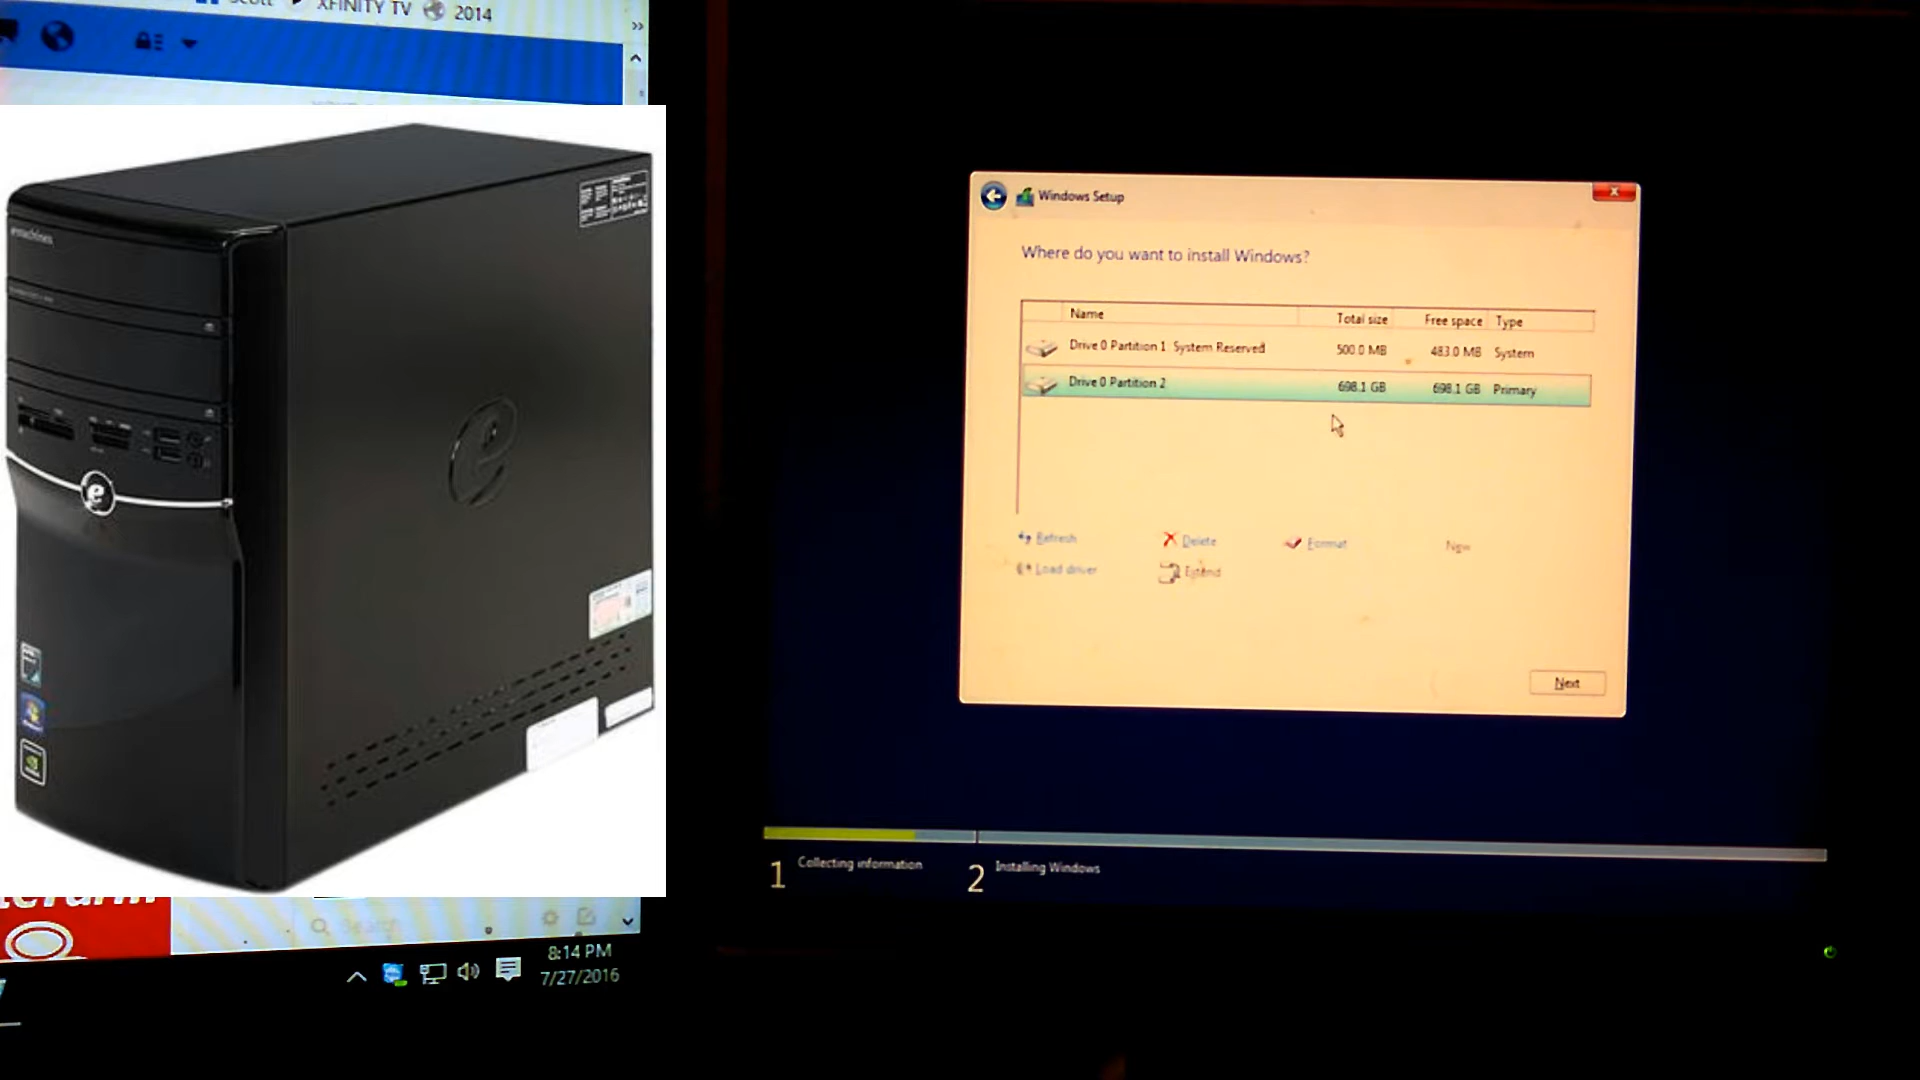 XFINITY TV
2014
emachines
e
e
Search
8:14 PM
7/27/2016
Windows Setup
Where do you want to install Windows?
Name Total size Free space Type
Drive 0 Partition 1: System Reserved 500.0 MB 483.0 MB System
Drive 0 Partition 2 698.1 GB 698.1 GB Primary
Refresh Delete Format New
Load driver Extend
Next
1 Collecting information 2 Installing Windows